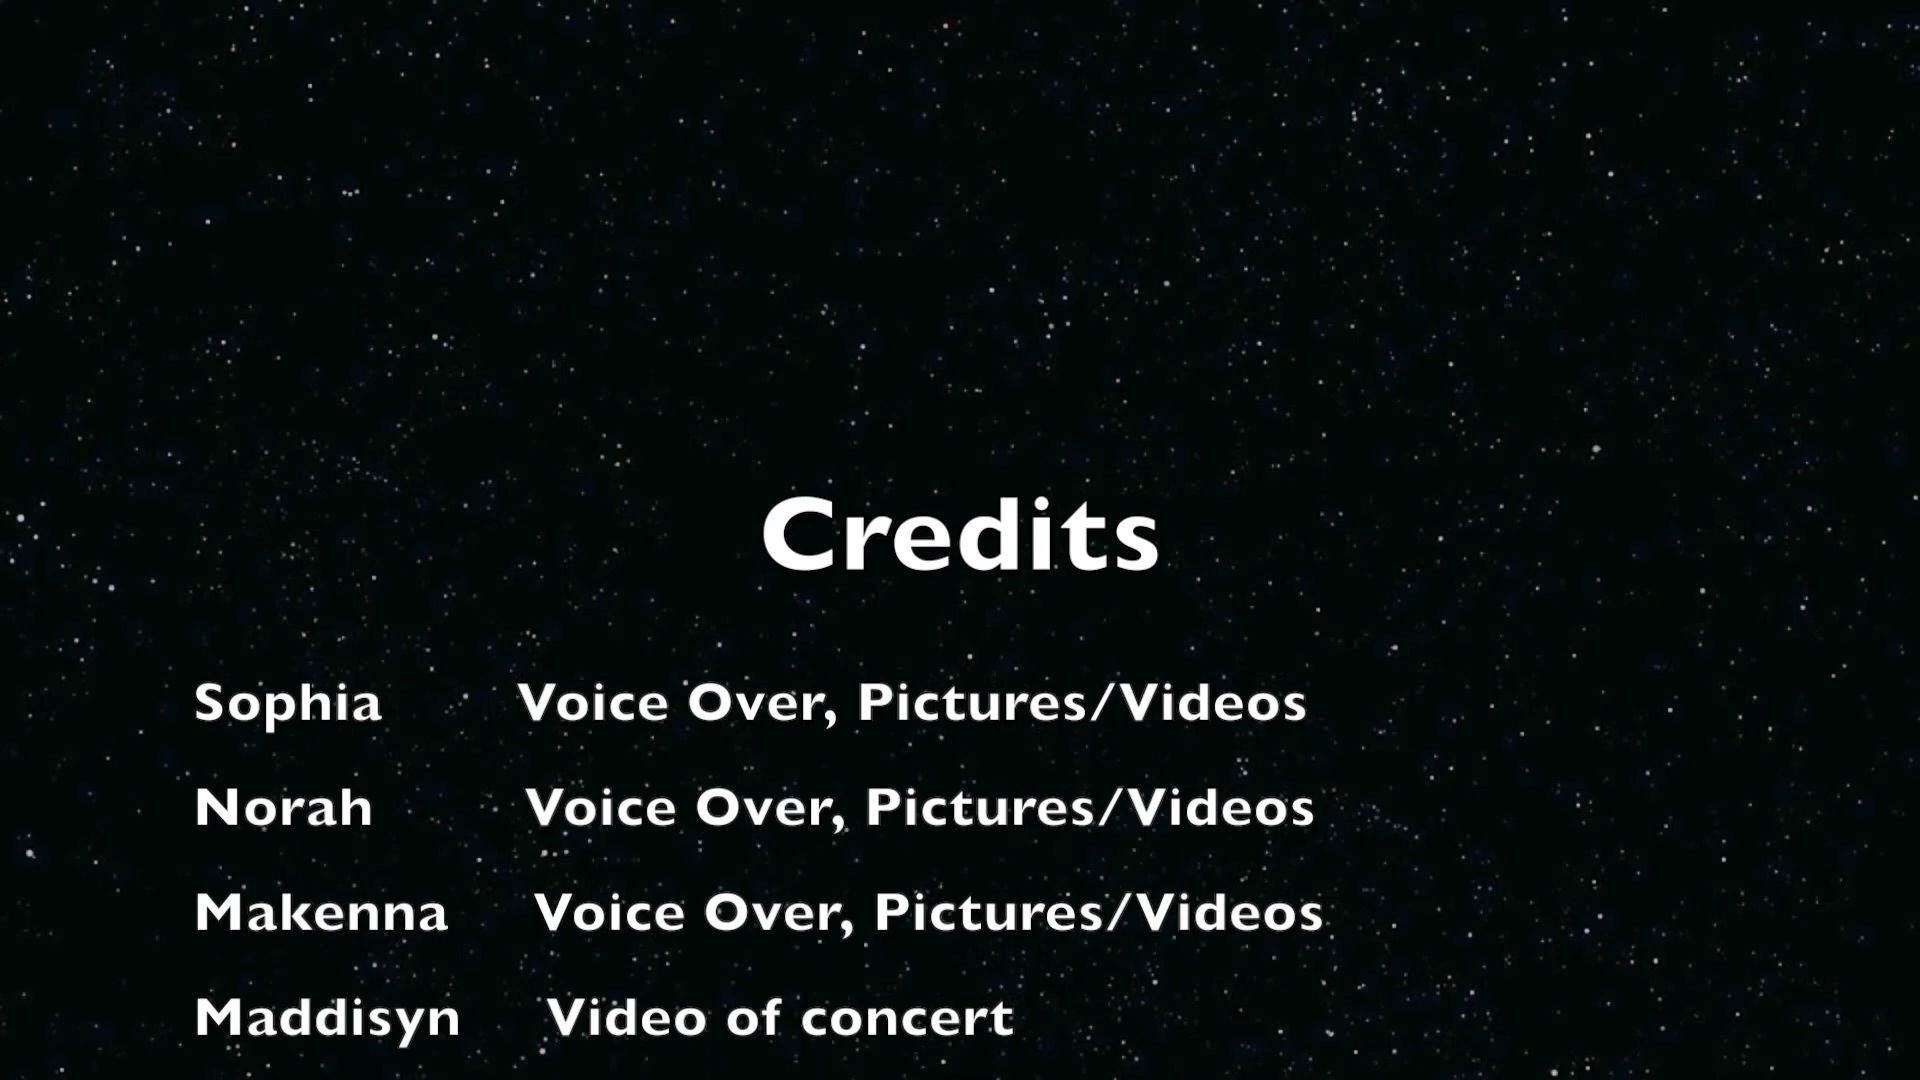 Credits
Sophia Voice Over, Pictures/Videos
Norah Voice Over, Pictures/Videos
Makenna Voice Over, Pictures/Videos
Maddisyn Video of concert